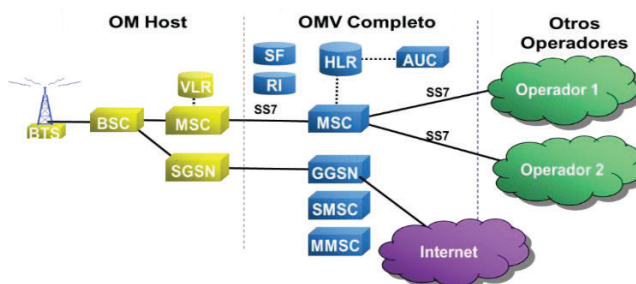 OM Host
OMV Completo
Otros
Operadores
SF
HLR
AUC
VLR
RI
Operador 1
SS7
SS7
BTS
BSC
MSC
MSC
SS7
Operador 2
SGSN
GGSN
SMSC
Internet
MMSC